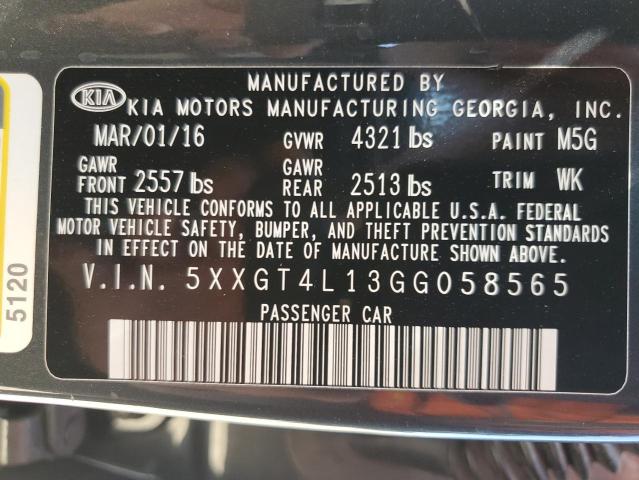 MANUFACTURED BY
KIA KIA MOTORS MANUFACTURING GEORGIA, INC.
MAR/01/16 GVWR 4321 lbs PAINT M5G
GAWR FRONT 2557 lbs GAWR REAR 2513 lbs TRIM WK
THIS VEHICLE CONFORMS TO ALL APPLICABLE U.S.A. FEDERAL
MOTOR VEHICLE SAFETY, BUMPER, AND THEFT PREVENTION STANDARDS
IN EFFECT ON THE DATE OF MANUFACTURE SHOWN ABOVE.
V.I.N. 5XXGT4L13GG058565
PASSENGER CAR
5120